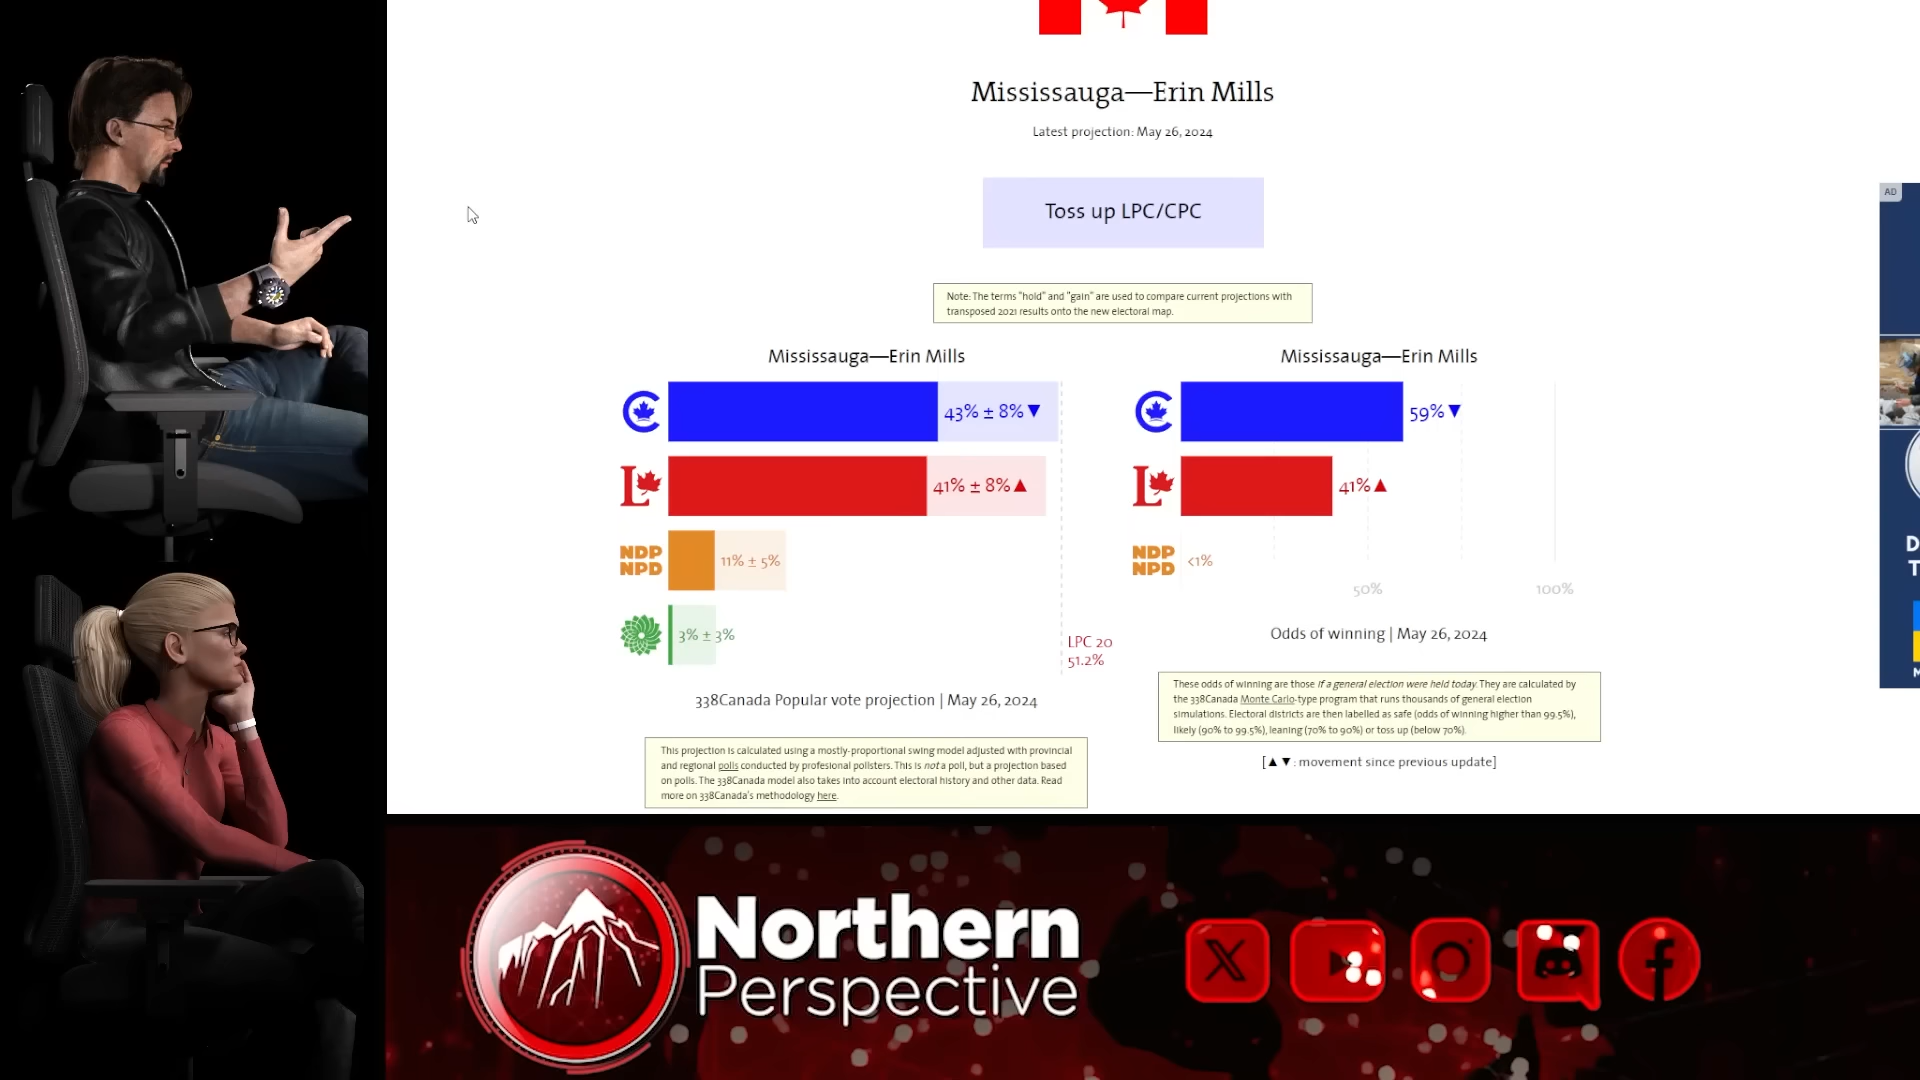 Mississauga—Erin Mills
Latest projection: May 26, 2024
Toss up LPC/CPC
Note: The terms "hold" and "gain" are used to compare current projections with
transposed 2021 results onto the new electoral map.
Mississauga—Erin Mills
43% ± 8% ▼
L
41% ± 8% ▲
NDP
NPD
11% ± 5%
3% ± 3%
LPC 20
51.2%
338Canada Popular vote projection | May 26, 2024
This projection is calculated using a mostly-proportional swing model adjusted with provincial
and regional polls conducted by profesional pollsters. This is not a poll, but a projection based
on polls. The 338Canada model also takes into account electoral history and other data. Read
more on 338Canada's methodology here.
Mississauga—Erin Mills
59% ▼
L
41% ▲
NDP
NPD
<1%
50%
100%
Odds of winning | May 26, 2024
These odds of winning are those if a general election were held today. They are calculated by
the 338Canada Monte Carlo-type program that runs thousands of general election
simulations. Electoral districts are then labelled as safe (odds of winning higher than 99.5%),
likely (90% to 99.5%), leaning (70% to 90%) or toss up (below 70%).
[▲▼: movement since previous update]
AD
D
T
M
Northern
Perspective